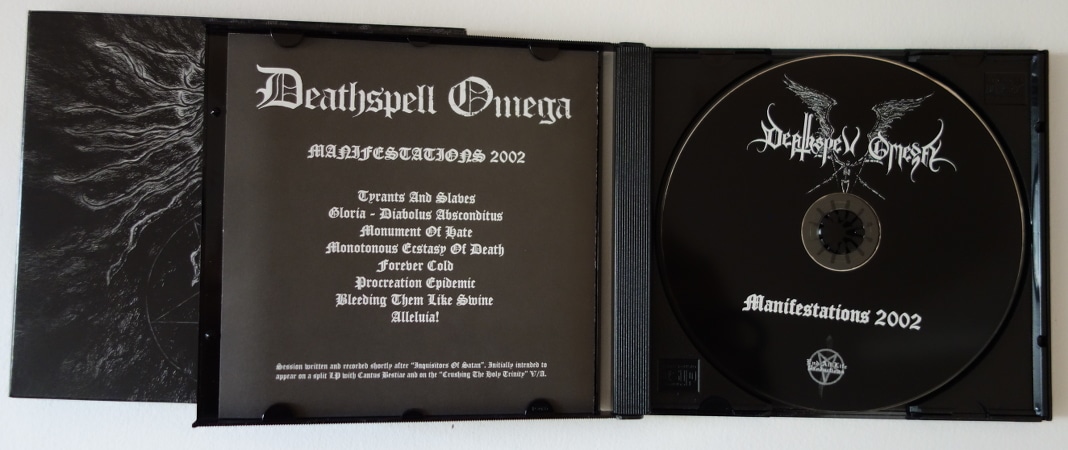 Deathspell Omega
MANIFESTATIONS 2002
Tyrants And Slaves
Gloria - Diabolus Absconditus
Monument Of Hate
Monotonous Ecstasy Of Death
Forever Cold
Procreation Epidemic
Bleeding Them Like Swine
Alleluia!
Session written and recorded shortly after "Inquisitors Of Satan". Initially intended to
appear on a split LP with Cantus Bestiae and on the "Crushing The Holy Trinity" V/A.
Deathspell Omega
Manifestations 2002